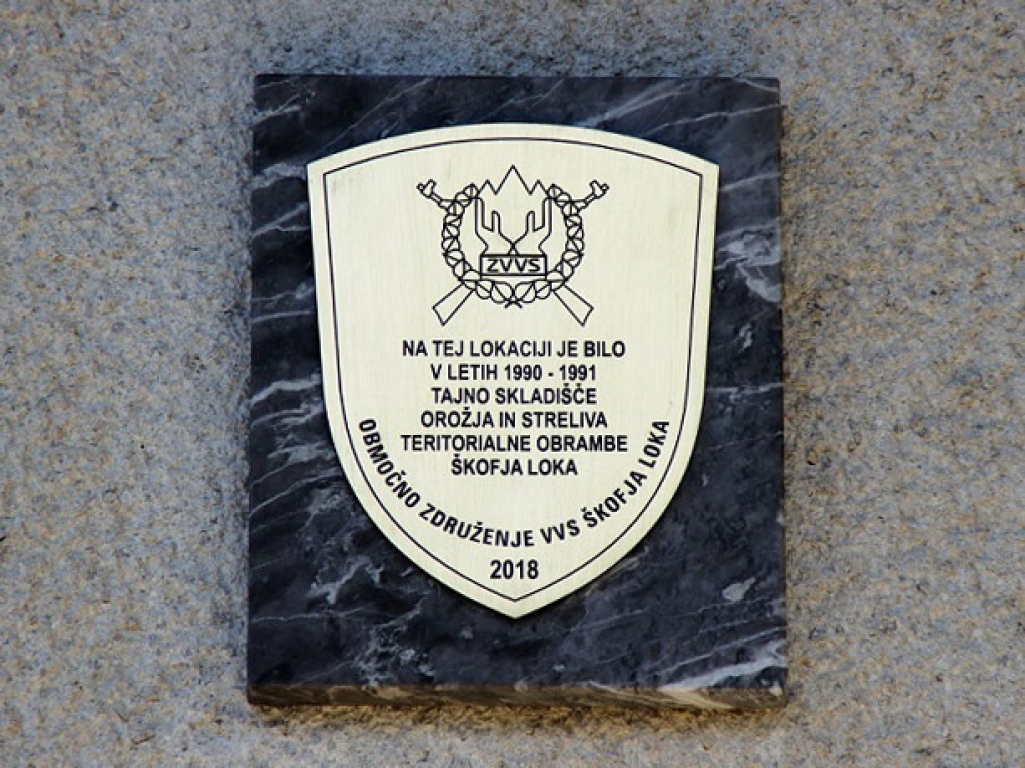 ZVVS
NA TEJ LOKACIJI JE BILO
V LETIH 1990 - 1991
TAJNO SKLADIŠČE
OROŽJA IN STRELIVA
TERITORIALNE OBRAMBE
ŠKOFJA LOKA
OBMOČNO ZDRUŽENJE VVS ŠKOFJA LOKA
2018